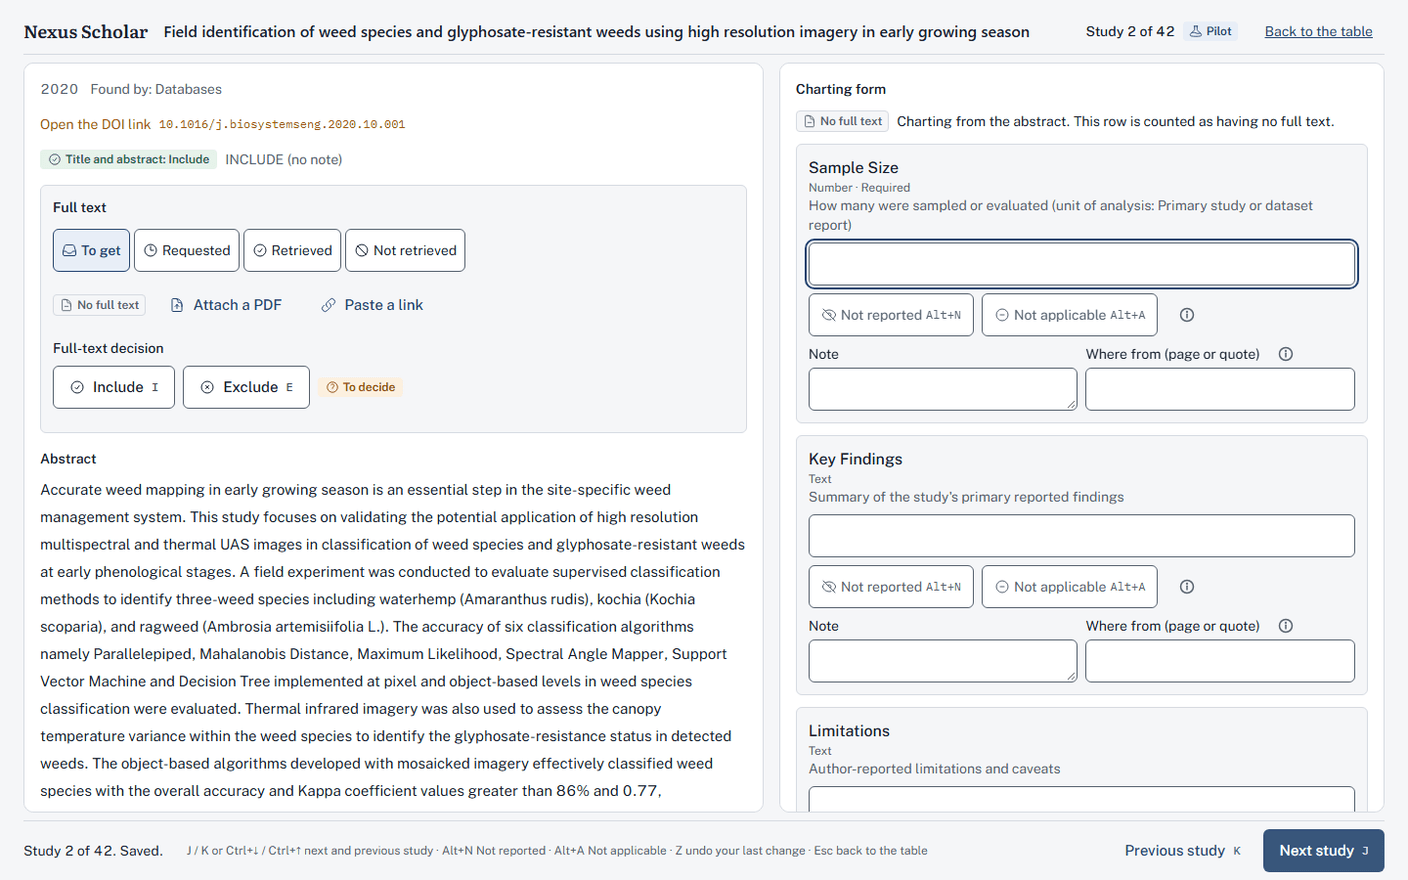 Nexus Scholar
Field identification of weed species and glyphosate-resistant weeds using high resolution imagery in early growing season
Study 2 of 42
Pilot
Back to the table
2020 Found by: Databases
Open the DOI link 10.1016/j.biosystemseng.2020.10.001
Title and abstract: Include
INCLUDE (no note)
Full text
To get
Requested
Retrieved
Not retrieved
No full text
Attach a PDF
Paste a link
Full-text decision
Include I
Exclude E
To decide
Abstract
Accurate weed mapping in early growing season is an essential step in the site-specific weed
management system. This study focuses on validating the potential application of high resolution
multispectral and thermal UAS images in classification of weed species and glyphosate-resistant weeds
at early phenological stages. A field experiment was conducted to evaluate supervised classification
methods to identify three-weed species including waterhemp (Amaranthus rudis), kochia (Kochia
scoparia), and ragweed (Ambrosia artemisiifolia L.). The accuracy of six classification algorithms
namely Parallelepiped, Mahalanobis Distance, Maximum Likelihood, Spectral Angle Mapper, Support
Vector Machine and Decision Tree implemented at pixel and object-based levels in weed species
classification were evaluated. Thermal infrared imagery was also used to assess the canopy
temperature variance within the weed species to identify the glyphosate-resistance status in detected
weeds. The object-based algorithms developed with mosaicked imagery effectively classified weed
species with the overall accuracy and Kappa coefficient values greater than 86% and 0.77,
Charting form
No full text
Charting from the abstract. This row is counted as having no full text.
Sample Size
Number · Required
How many were sampled or evaluated (unit of analysis: Primary study or dataset
report)
Not reported Alt+N
Not applicable Alt+A
Note
Where from (page or quote)
Key Findings
Text
Summary of the study's primary reported findings
Not reported Alt+N
Not applicable Alt+A
Note
Where from (page or quote)
Limitations
Text
Author-reported limitations and caveats
Study 2 of 42. Saved.
J / K or Ctrl+↓ / Ctrl+↑ next and previous study · Alt+N Not reported · Alt+A Not applicable · Z undo your last change · Esc back to the table
Previous study K
Next study J